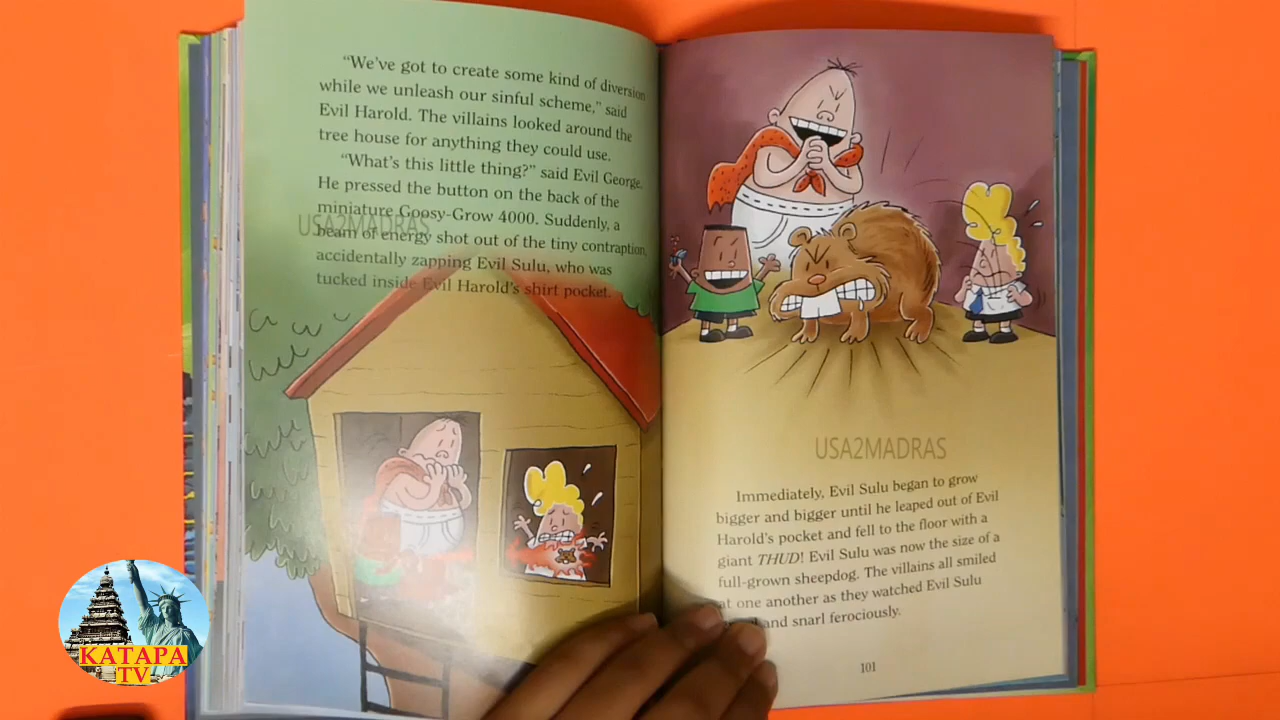 “We’ve got to create some kind of diversion
while we unleash our sinful scheme,” said
Evil Harold. The villains looked around the
tree house for anything they could use.
“What’s this little thing?” said Evil George.
He pressed the button on the back of the
miniature Goosy-Grow 4000. Suddenly, a
beam of energy shot out of the tiny contraption,
accidentally zapping Evil Sulu, who was
tucked inside Evil Harold’s shirt pocket.
USA2MADRAS
USA2MADRAS
Immediately, Evil Sulu began to grow
bigger and bigger until he leaped out of Evil
Harold’s pocket and fell to the floor with a
giant THUD! Evil Sulu was now the size of a
full-grown sheepdog. The villains all smiled
at one another as they watched Evil Sulu
and snarl ferociously.
101
KATAPA
TV